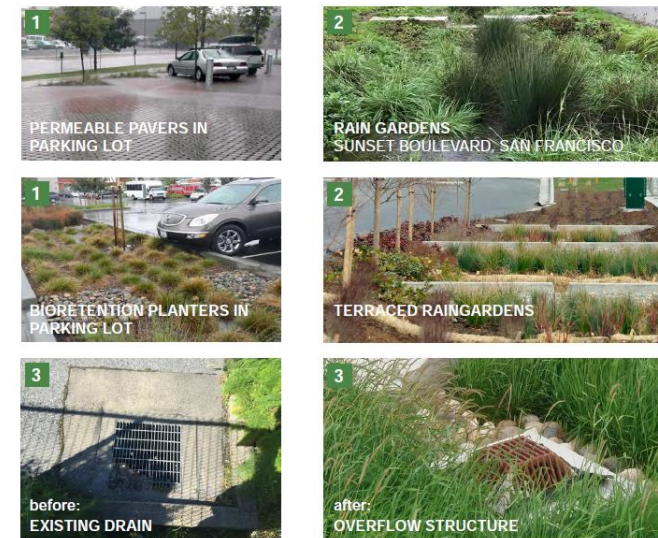 1
PERMEABLE PAVERS IN
PARKING LOT
2
RAIN GARDENS
SUNSET BOULEVARD, SAN FRANCISCO
1
BIORETENTION PLANTERS IN
PARKING LOT
2
TERRACED RAINGARDENS
3
before:
EXISTING DRAIN
3
after:
OVERFLOW STRUCTURE